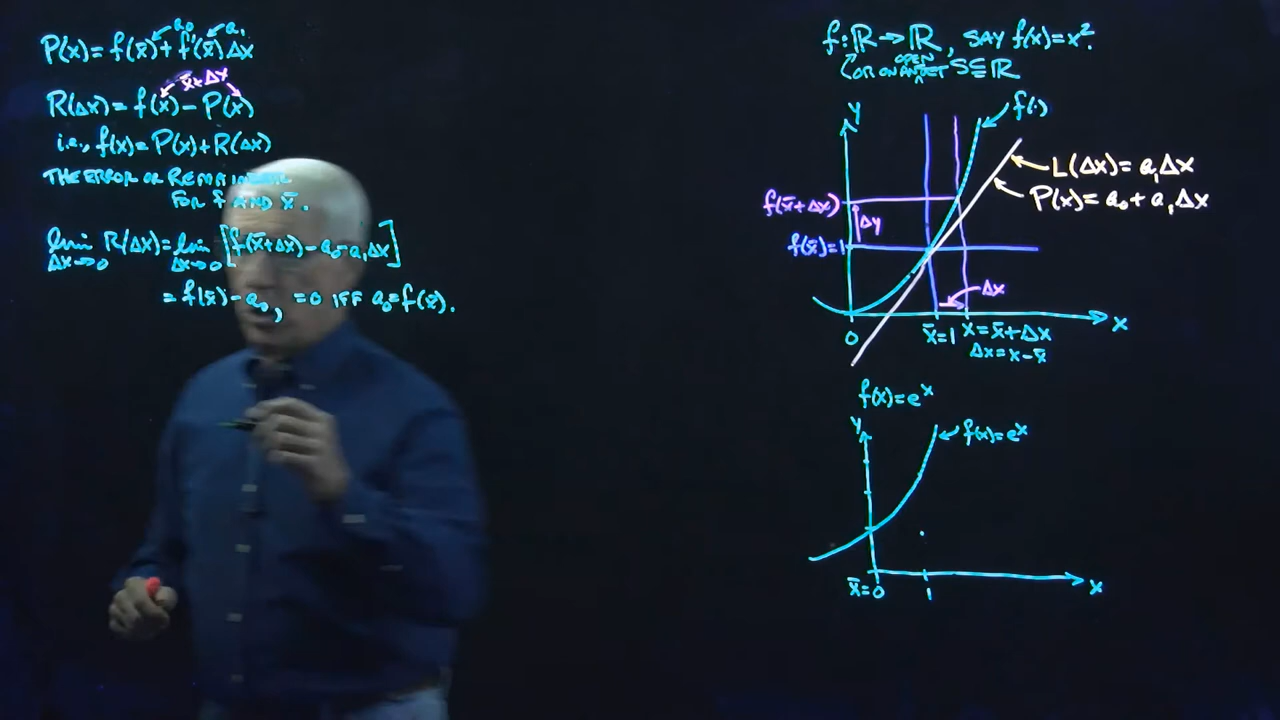 P(x) = f(x̄) + f'(x̄) Δx
a₀ a₁
x̄+Δx
R(Δx) = f(x) − P(x)
i.e., f(x) = P(x) + R(Δx)
THE ERROR OR REMAINDER
FOR f AND x̄.
lim R(Δx) = lim [f(x̄+Δx) − a₀ − a₁Δx]
Δx→0 Δx→0
= f(x̄) − a₀, = 0 IFF a₀ = f(x̄).
f: ℝ → ℝ, SAY f(x) = x².
OPEN
OR ON AN SET S ⊆ ℝ
y
f(·)
L(Δx) = a₁Δx
P(x) = a₀ + a₁Δx
f(x̄+Δx)
Δy
f(x̄) = 1
Δx
x
0 x̄=1 x = x̄+Δx
Δx = x − x̄
f(x) = eˣ
y
f(x) = eˣ
x̄=0 1 x